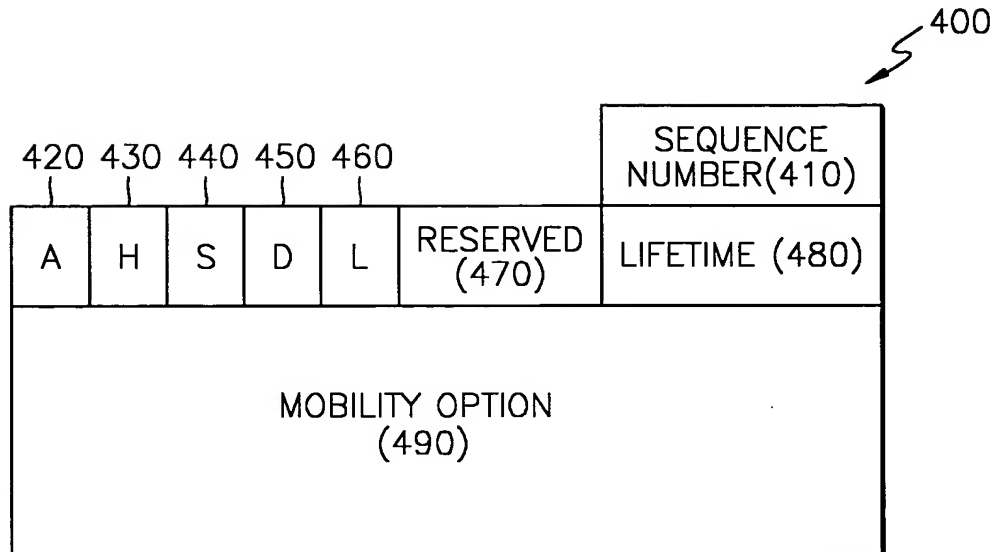 400
SEQUENCE
NUMBER(410)
420 430 440 450 460
A H S D L RESERVED
(470) LIFETIME (480)
MOBILITY OPTION
(490)